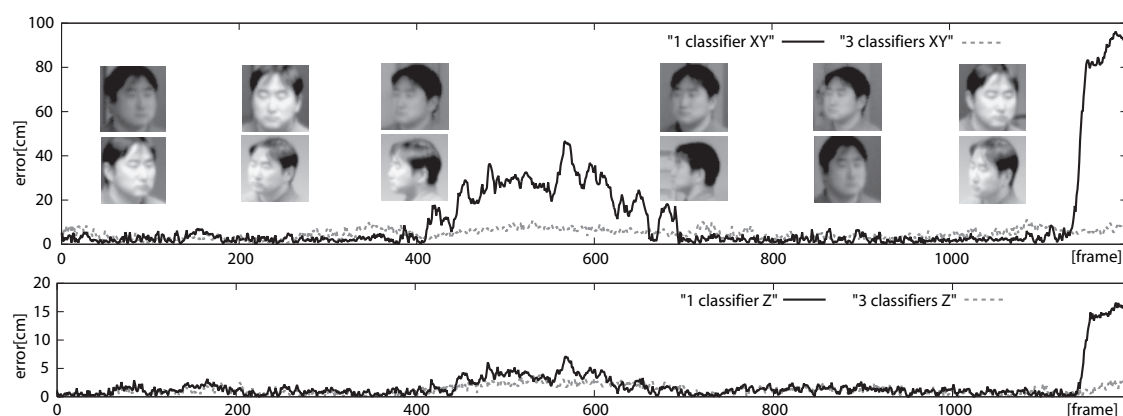 100
"1 classifier XY" "3 classifiers XY"
80
60
error[cm]
40
20
0
0 200 400 600 800 1000 [frame]
20
"1 classifier Z" "3 classifiers Z"
15
error[cm]
10
5
0
0 200 400 600 800 1000 [frame]